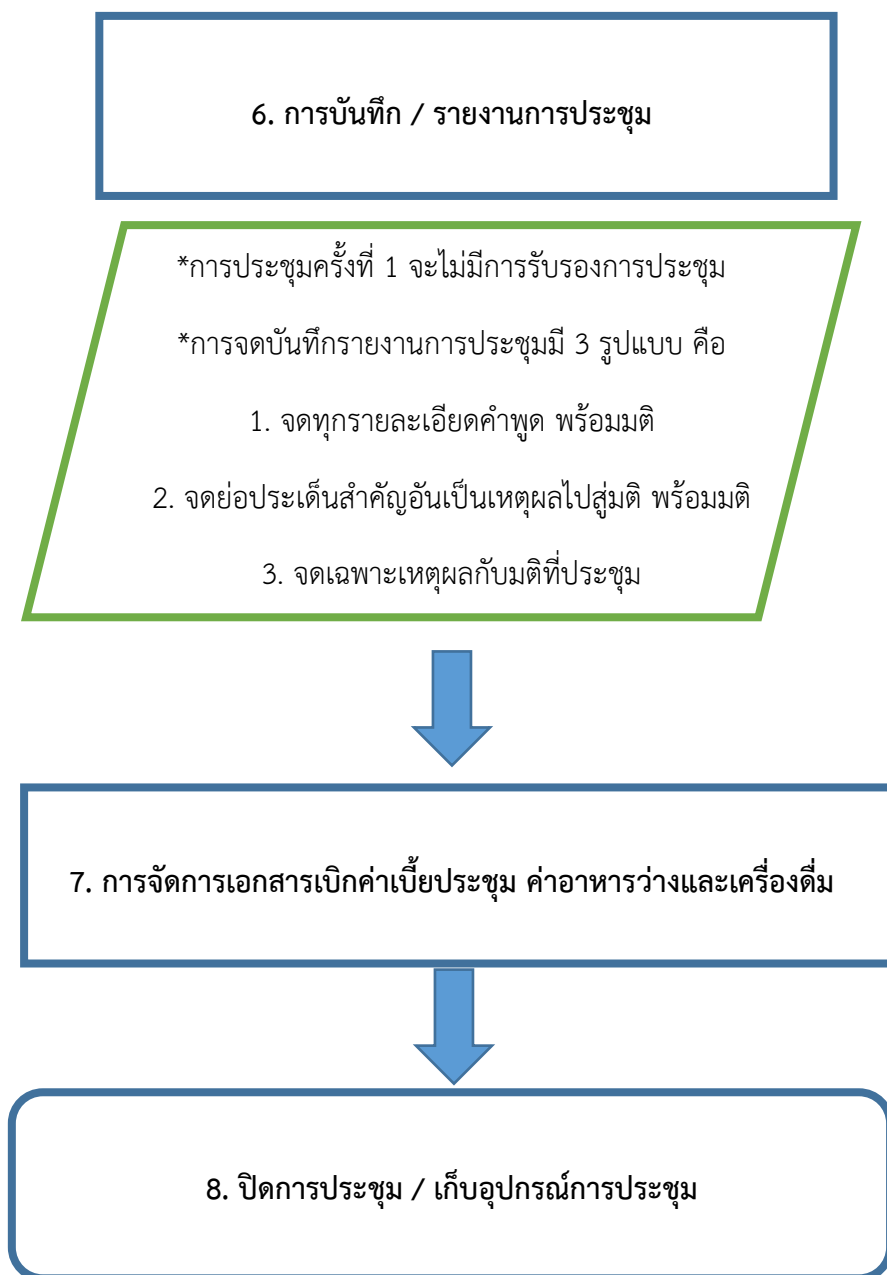 6. การบันทึก / รายงานการประชุม
*การประชุมครั้งที่ 1 จะไม่มีการรับรองการประชุม
*การจดบันทึกรายงานการประชุมมี 3 รูปแบบ คือ
1. จดทุกรายละเอียดคำพูด พร้อมมติ
2. จดย่อประเด็นสำคัญอันเป็นเหตุผลไปสู่มติ พร้อมมติ
3. จดเฉพาะเหตุผลกับมติที่ประชุม
7. การจัดการเอกสารเบิกค่าเบี้ยประชุม ค่าอาหารว่างและเครื่องดื่ม
8. ปิดการประชุม / เก็บอุปกรณ์การประชุม